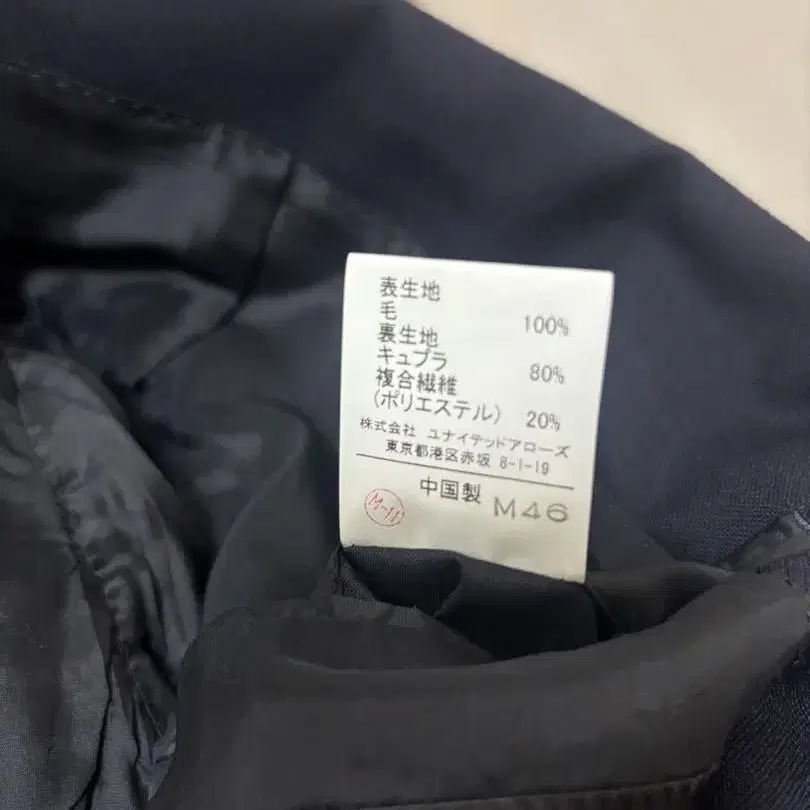 表生地
毛 100%
裏生地
キュプラ 80%
複合繊維
(ポリエステル) 20%
株式会社 ユナイテッドアローズ
東京都港区赤坂 8-1-19
中国製 M46